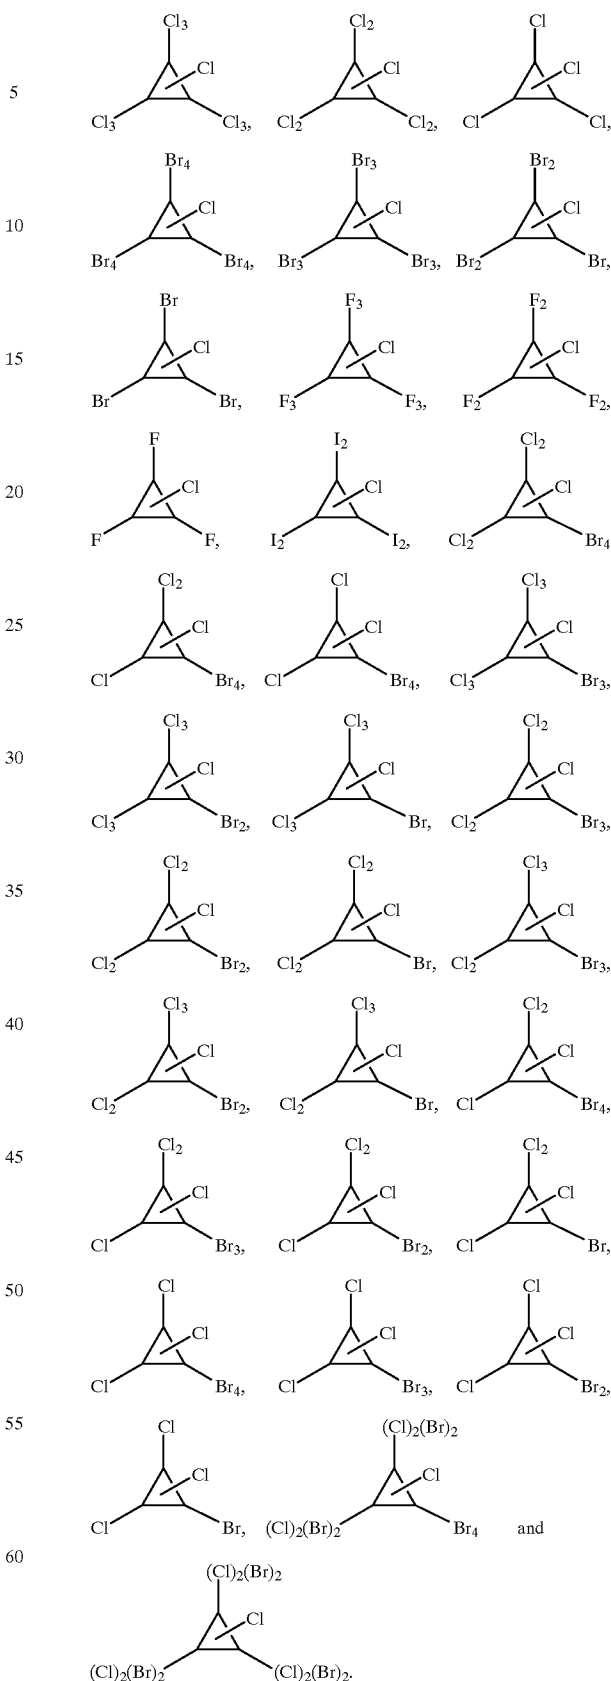 Cl3 Cl2 Cl
Cl Cl Cl
5
Cl3 Cl3, Cl2 Cl2, Cl Cl,
Br4 Br3 Br2
Cl Cl Cl
10
Br4 Br4, Br3 Br3, Br2 Br,
Br F3 F2
Cl Cl Cl
15
Br Br, F3 F3, F2 F2,
F I2 Cl2
Cl Cl Cl
20
F F, I2 I2, Cl2 Br4
Cl2 Cl Cl3
Cl Cl Cl
25
Cl Br4, Cl Br4, Cl3 Br3,
Cl3 Cl3 Cl2
30
Cl Cl Cl
Cl3 Br2, Cl3 Br, Cl2 Br3,
Cl2 Cl2 Cl3
35
Cl Cl Cl
Cl2 Br2, Cl2 Br, Cl2 Br3,
Cl3 Cl3 Cl2
40
Cl Cl Cl
Cl2 Br2, Cl2 Br, Cl Br4,
Cl2 Cl2 Cl2
45
Cl Cl Cl
Cl Br3, Cl Br2, Cl Br,
Cl Cl Cl
50
Cl Cl Cl
Cl Br4, Cl Br3, Cl Br2,
55
Cl (Cl)2(Br)2
Cl Cl
Cl Br, (Cl)2(Br)2 Br4 and
60
(Cl)2(Br)2
Cl
(Cl)2(Br)2 (Cl)2(Br)2.